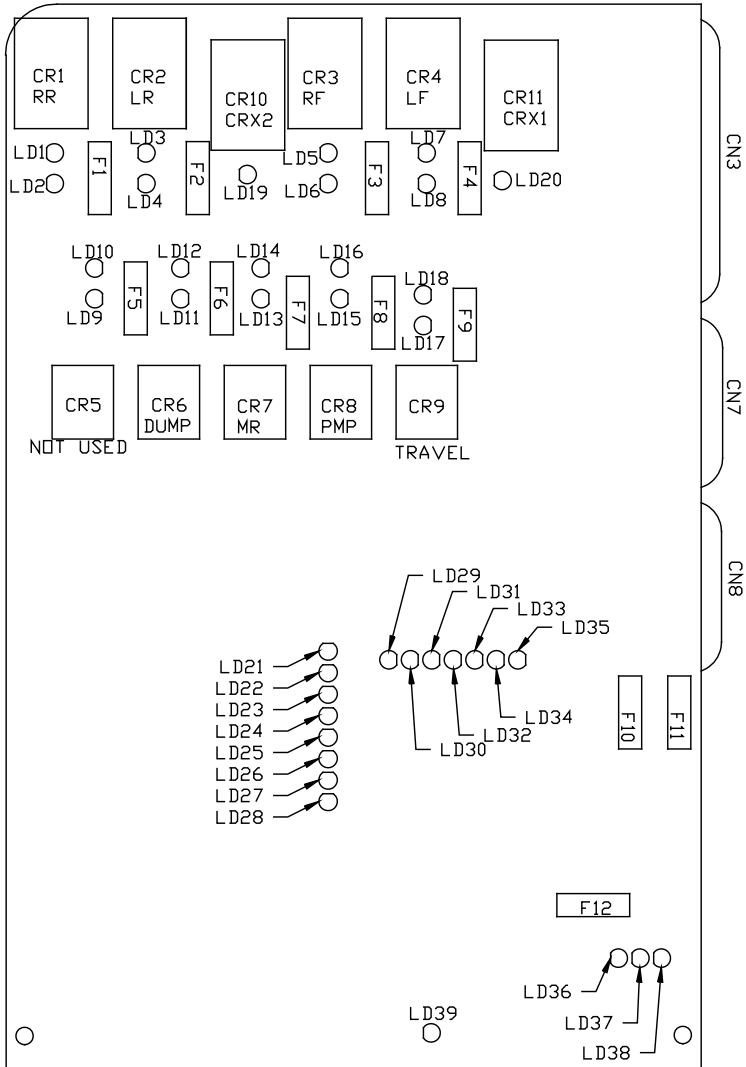 CR1
RR
CR2
LR
CR10
CRX2
CR3
RF
CR4
LF
CR11
CRX1
CN3
LD1
LD2
F1
LD3
LD4
F2
LD19
LD5
LD6
F3
LD7
LD8
F4
LD20
LD10
LD9
F5
LD12
LD11
F6
LD14
LD13
F7
LD16
LD15
F8
LD18
LD17
F9
CN7
CR5
NOT USED
CR6
DUMP
CR7
MR
CR8
PMP
CR9
TRAVEL
CN8
LD29
LD31
LD33
LD35
LD21
LD22
LD23
LD24
LD25
LD26
LD27
LD28
LD30
LD32
LD34
F10
F11
F12
LD36
LD37
LD38
LD39